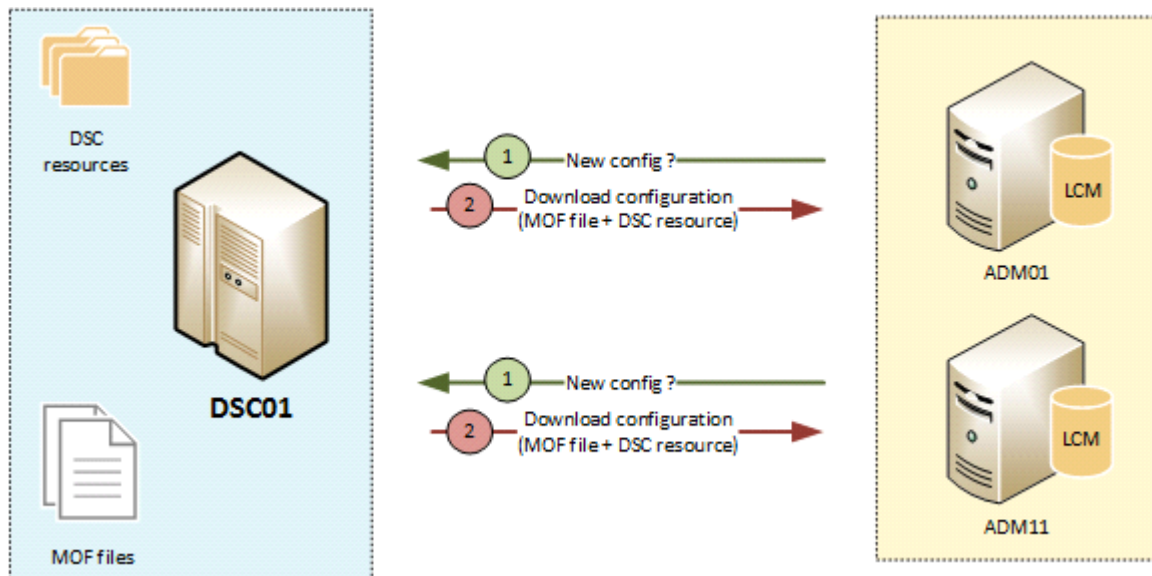 DSC
resources
DSC01
MOF files
1
New config ?
2
Download configuration
(MOF file + DSC resource)
1
New config ?
2
Download configuration
(MOF file + DSC resource)
LCM
ADM01
LCM
ADM11